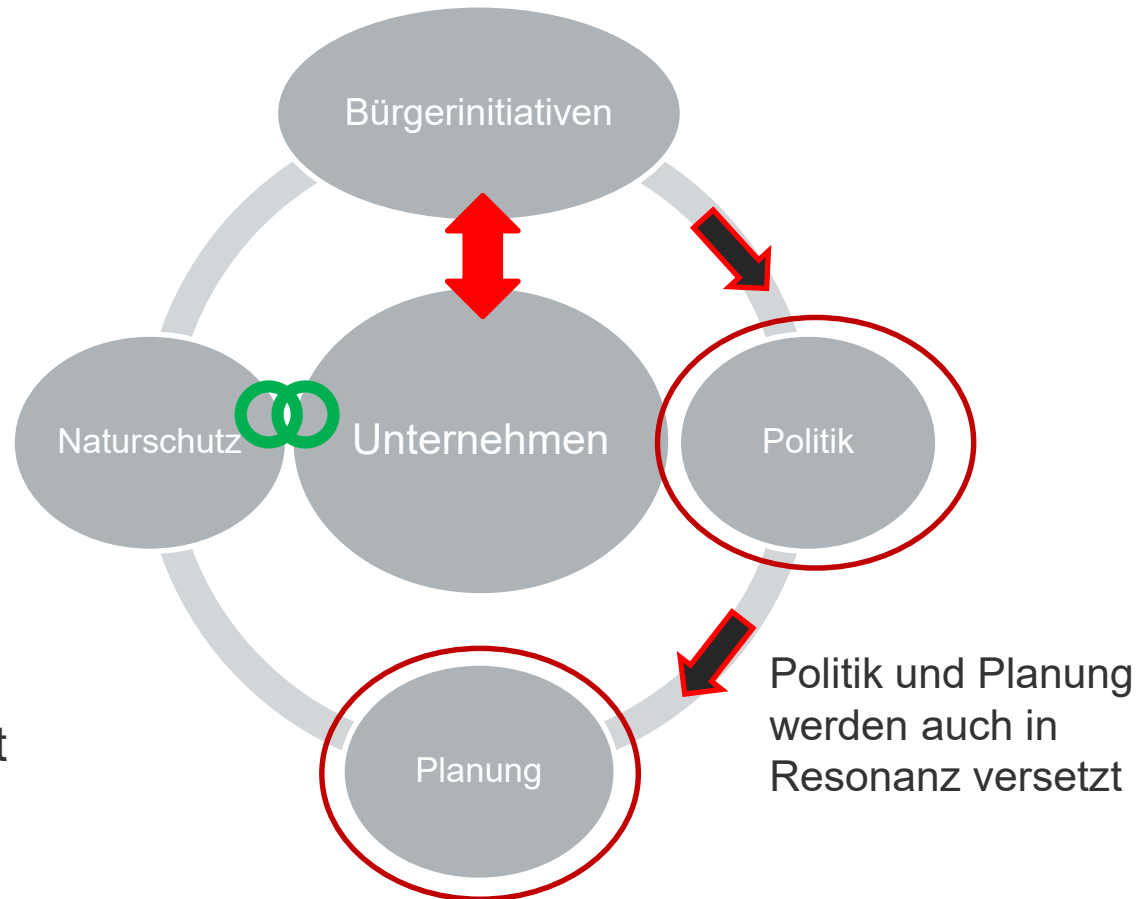 Bürgerinitiativen
Naturschutz
Unternehmen
Politik
Politik und Planung
werden auch in
Resonanz versetzt
t
Planung